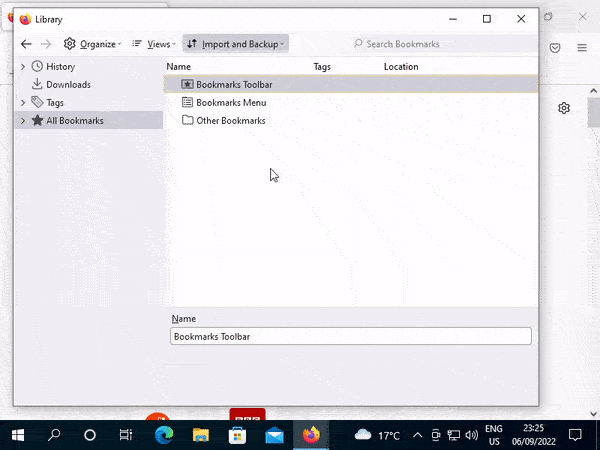 Library
Organize
Views
Import and Backup
Search Bookmarks
History
Downloads
Tags
All Bookmarks
Name Tags Location
Bookmarks Toolbar
Bookmarks Menu
Other Bookmarks
Name
Bookmarks Toolbar
17°C
ENG
US
23:25
06/09/2022